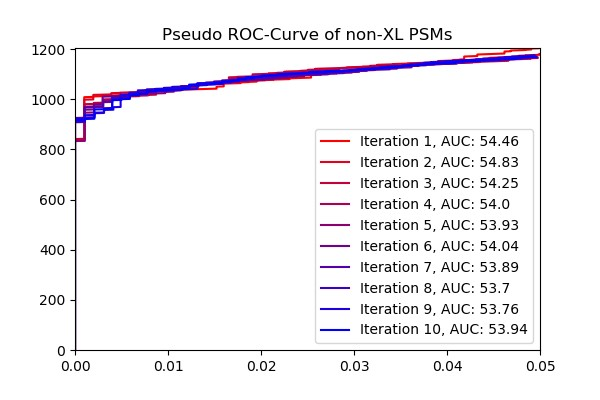 Pseudo ROC-Curve of non-XL PSMs
1200
1000
800
600
400
200
0
0.00
0.01
0.02
0.03
0.04
0.05
Iteration 1, AUC: 54.46
Iteration 2, AUC: 54.83
Iteration 3, AUC: 54.25
Iteration 4, AUC: 54.0
Iteration 5, AUC: 53.93
Iteration 6, AUC: 54.04
Iteration 7, AUC: 53.89
Iteration 8, AUC: 53.7
Iteration 9, AUC: 53.76
Iteration 10, AUC: 53.94